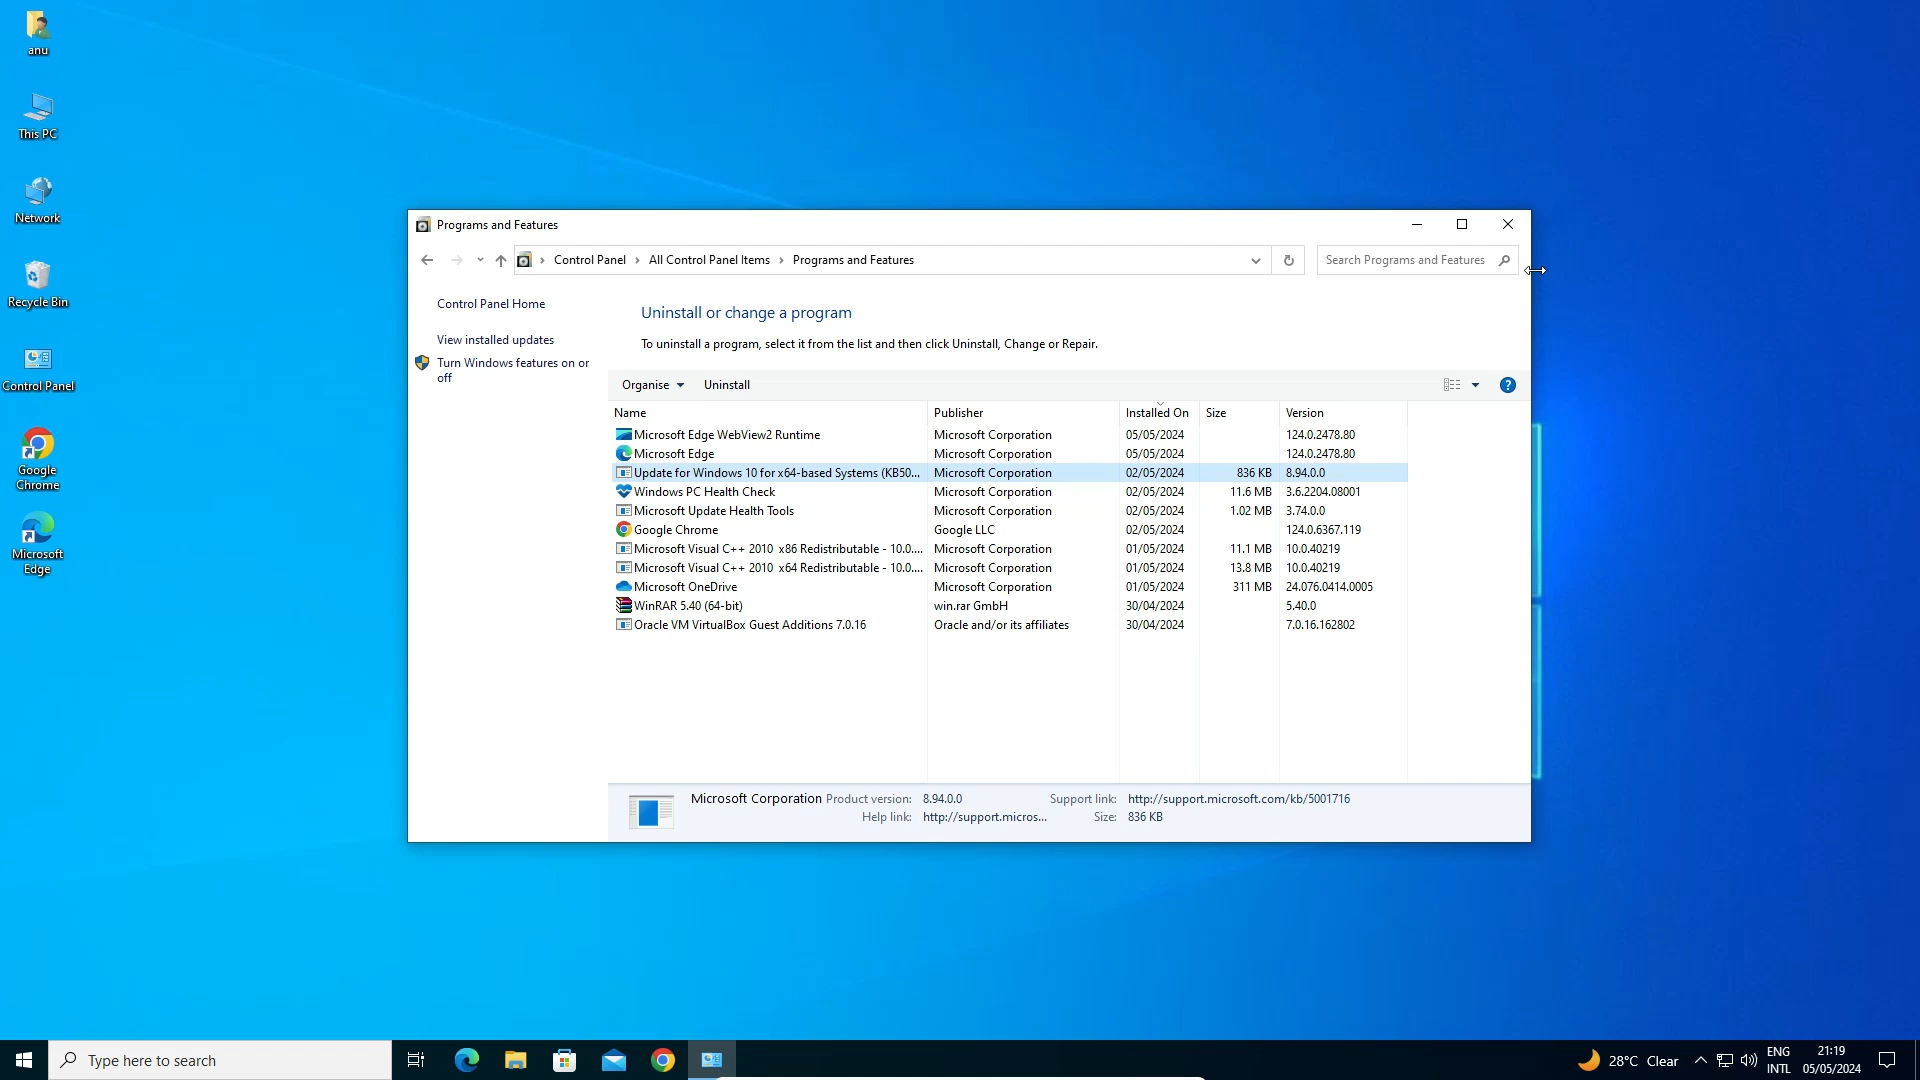 anu
This PC
Network
Recycle Bin
Control Panel
Google
Chrome
Microsoft
Edge
Programs and Features
Control Panel > All Control Panel Items > Programs and Features
Search Programs and Features
Control Panel Home
View installed updates
Turn Windows features on or
off
Uninstall or change a program
To uninstall a program, select it from the list and then click Uninstall, Change or Repair.
Organise Uninstall
?
Name Publisher Installed On Size Version
Microsoft Edge WebView2 Runtime Microsoft Corporation 05/05/2024 124.0.2478.80
Microsoft Edge Microsoft Corporation 05/05/2024 124.0.2478.80
Update for Windows 10 for x64-based Systems (KB50... Microsoft Corporation 02/05/2024 836 KB 8.94.0.0
Windows PC Health Check Microsoft Corporation 02/05/2024 11.6 MB 3.6.2204.08001
Microsoft Update Health Tools Microsoft Corporation 02/05/2024 1.02 MB 3.74.0.0
Google Chrome Google LLC 02/05/2024 124.0.6367.119
Microsoft Visual C++ 2010 x86 Redistributable - 10.0.... Microsoft Corporation 01/05/2024 11.1 MB 10.0.40219
Microsoft Visual C++ 2010 x64 Redistributable - 10.0.... Microsoft Corporation 01/05/2024 13.8 MB 10.0.40219
Microsoft OneDrive Microsoft Corporation 01/05/2024 311 MB 24.076.0414.0005
WinRAR 5.40 (64-bit) win.rar GmbH 30/04/2024 5.40.0
Oracle VM VirtualBox Guest Additions 7.0.16 Oracle and/or its affiliates 30/04/2024 7.0.16.162802
Microsoft Corporation Product version: 8.94.0.0 Support link: http://support.microsoft.com/kb/5001716
Help link: http://support.micros... Size: 836 KB
Type here to search
28°C Clear
ENG
INTL
21:19
05/05/2024